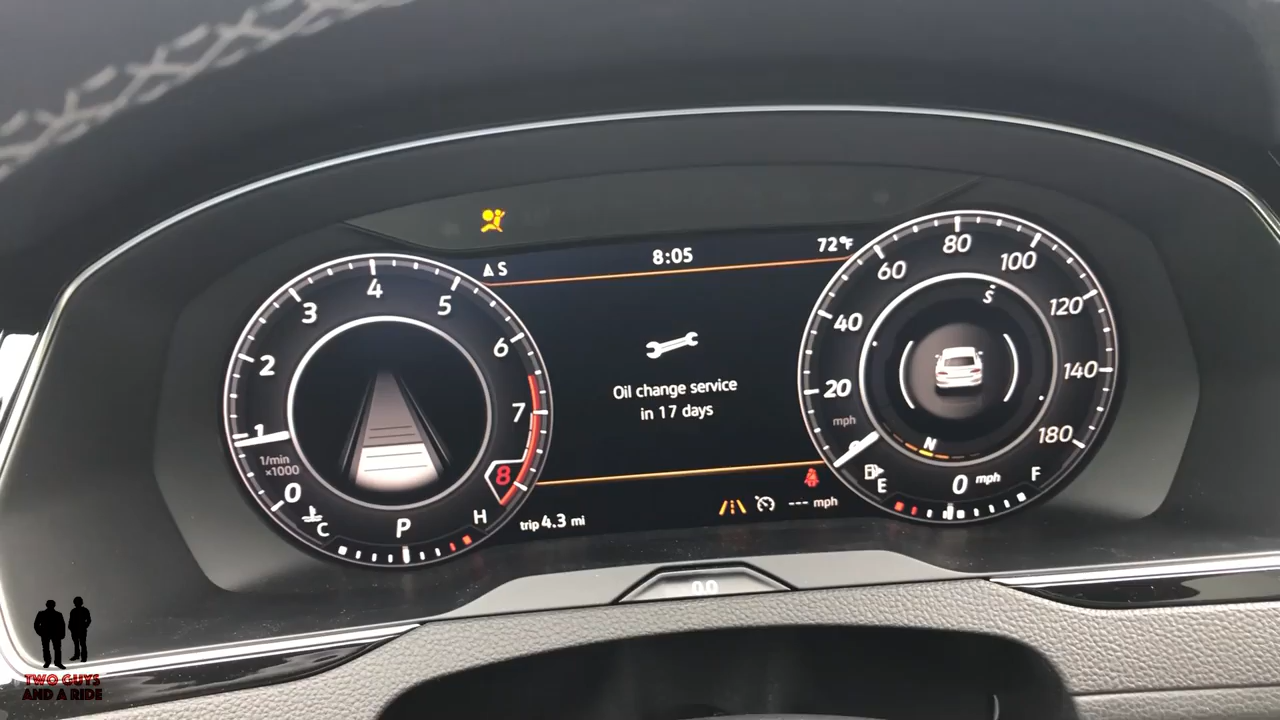 S
8:05
72°F
Oil change service
in 17 days
trip 4.3 mi
--- mph
0
1
2
3
4
5
6
7
8
1/min
×1000
C
P
H
20
40
60
80
100
120
140
180
mph
S
N
E
0 mph
F
0.0
TWO GUYS
AND A RIDE